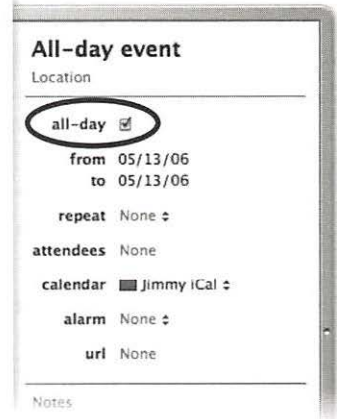 All-day event
Location
all-day
from 05/13/06
to 05/13/06
repeat None
attendees None
calendar Jimmy iCal
alarm None
url None
Notes